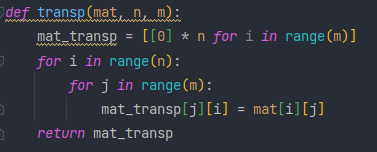 def transp(mat, n, m):
    mat_transp = [[0] * n for i in range(m)]
    for i in range(n):
        for j in range(m):
            mat_transp[j][i] = mat[i][j]
    return mat_transp